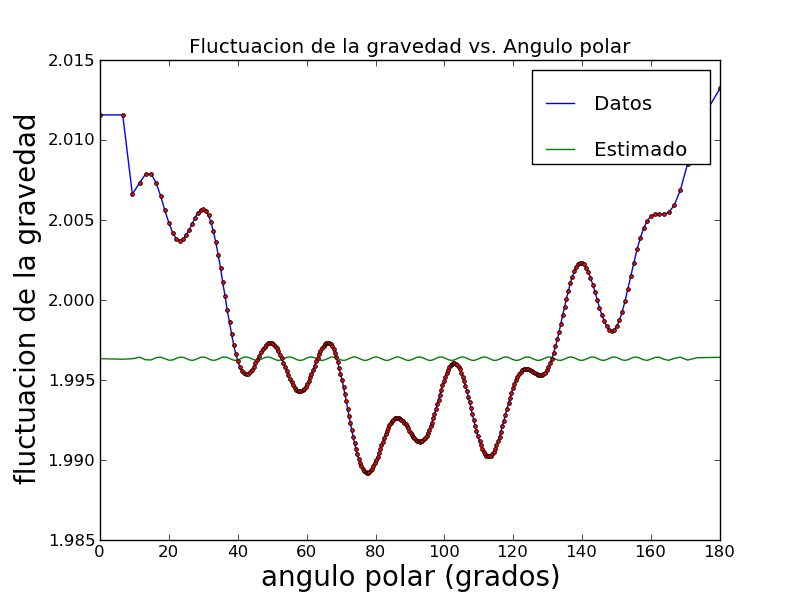 Fluctuacion de la gravedad vs. Angulo polar
2.015
2.010
2.005
2.000
1.995
1.990
1.985
fluctuacion de la gravedad
Datos
Estimado
0 20 40 60 80 100 120 140 160 180
angulo polar (grados)